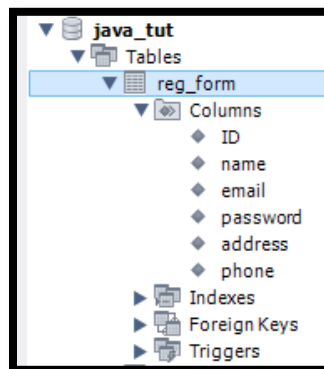 java_tut
Tables
reg_form
Columns
ID
name
email
password
address
phone
Indexes
Foreign Keys
Triggers